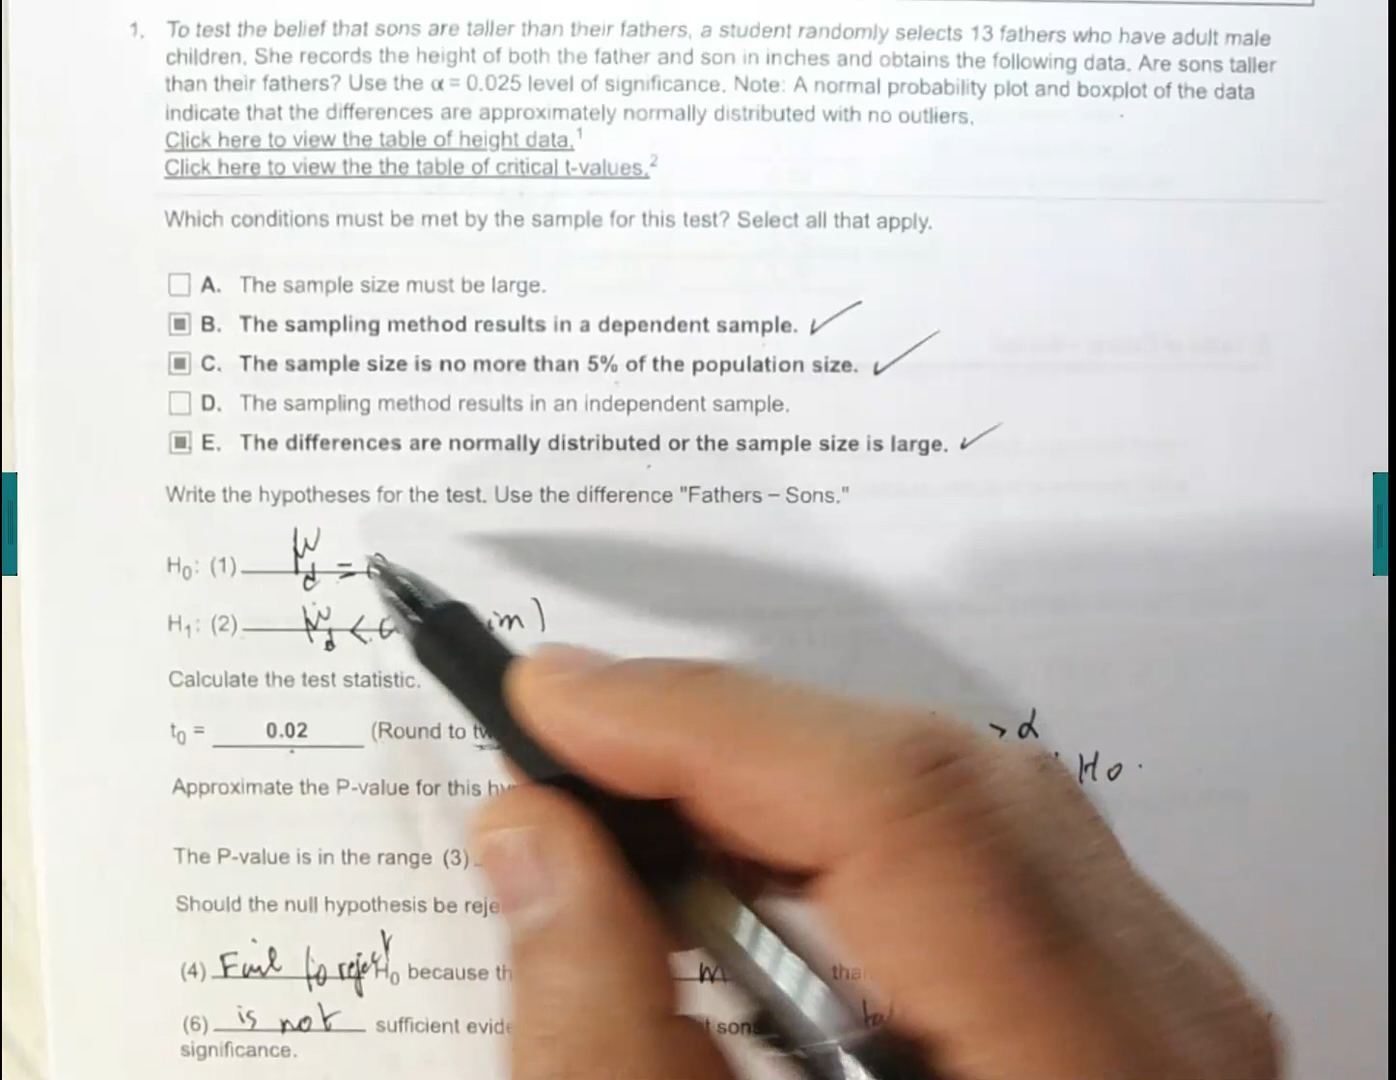 1. To test the belief that sons are taller than their fathers, a student randomly selects 13 fathers who have adult male
children. She records the height of both the father and son in inches and obtains the following data. Are sons taller
than their fathers? Use the α = 0.025 level of significance. Note: A normal probability plot and boxplot of the data
indicate that the differences are approximately normally distributed with no outliers.
Click here to view the table of height data.1
Click here to view the the table of critical t-values.2
Which conditions must be met by the sample for this test? Select all that apply.
A. The sample size must be large.
B. The sampling method results in a dependent sample. ✓
C. The sample size is no more than 5% of the population size. ✓
D. The sampling method results in an independent sample.
E. The differences are normally distributed or the sample size is large. ✓
Write the hypotheses for the test. Use the difference "Fathers – Sons."
H0: (1) μd =
H1: (2) μd <
Calculate the test statistic.
t0 = 0.02 (Round to
> α
Approximate the P-value for this
H0.
The P-value is in the range (3)
Should the null hypothesis be
(4) Fail to reject H0 because
(6) is not sufficient
significance.